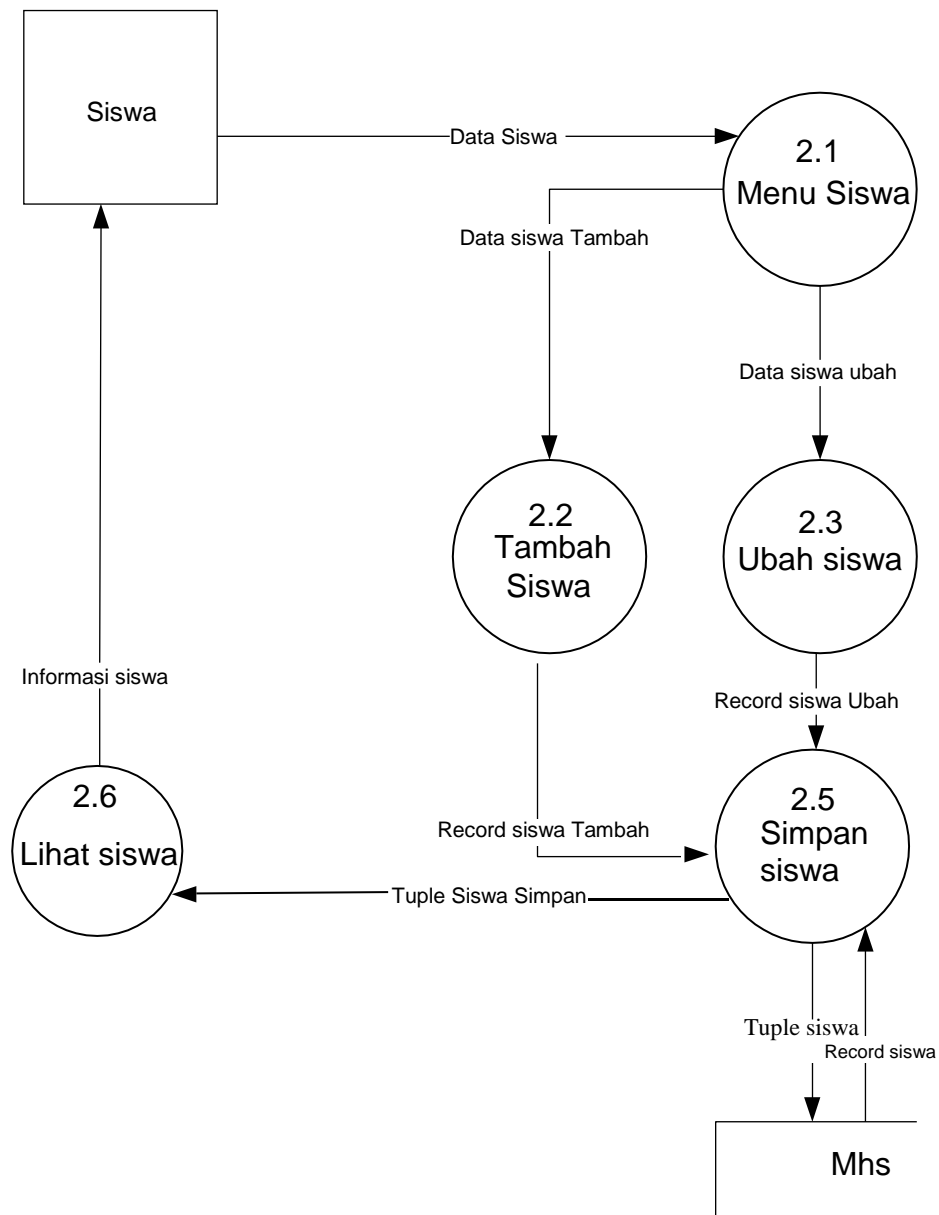 Siswa
Data Siswa
2.1
Menu Siswa
Data siswa Tambah
Data siswa ubah
2.2
Tambah
Siswa
2.3
Ubah siswa
Informasi siswa
Record siswa Ubah
2.6
Lihat siswa
Record siswa Tambah
2.5
Simpan
siswa
Tuple Siswa Simpan
Tuple siswa
Record siswa
Mhs